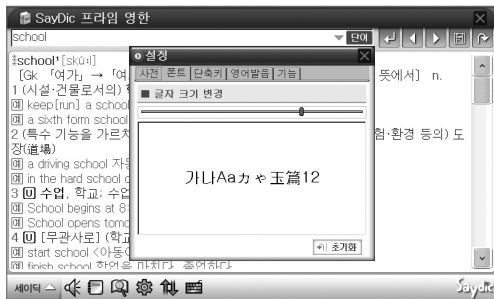 SayDic 프라임 영한
school
단어
‡school¹ [skúːl]
[Gk 「여가」 → 「여
뜻에서] n.
1 (시설·건물로서의)
예 keep[run] a school
예 a sixth form school
2 (특수 기능을 가르치
험·환경 등의) 도
장(道場)
예 a driving school 자동
예 in the hard school o
3 U 수업, 학교; 수업
예 School begins at 8:
예 School opens tomo
4 U [무관사로] (학교
예 start school <아동이
예 finish school 학업을 마치다, 졸업하다
설정
사전 폰트 단축키 영어발음 기능
■ 글자 크기 변경
가나Aaカゃ玉篇12
초기화
세이딕
Saydic